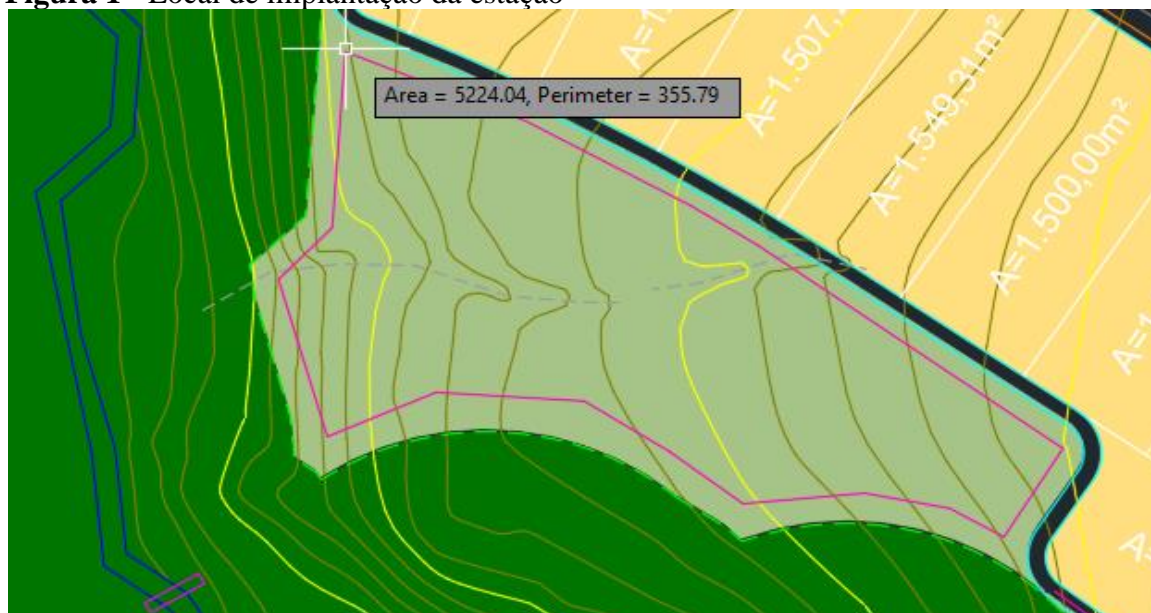 Figura 1 - Local de implantação da estação
Area = 5224.04, Perimeter = 355.79
A=1.507,
A=1.549,31m²
A=1.500,00m²